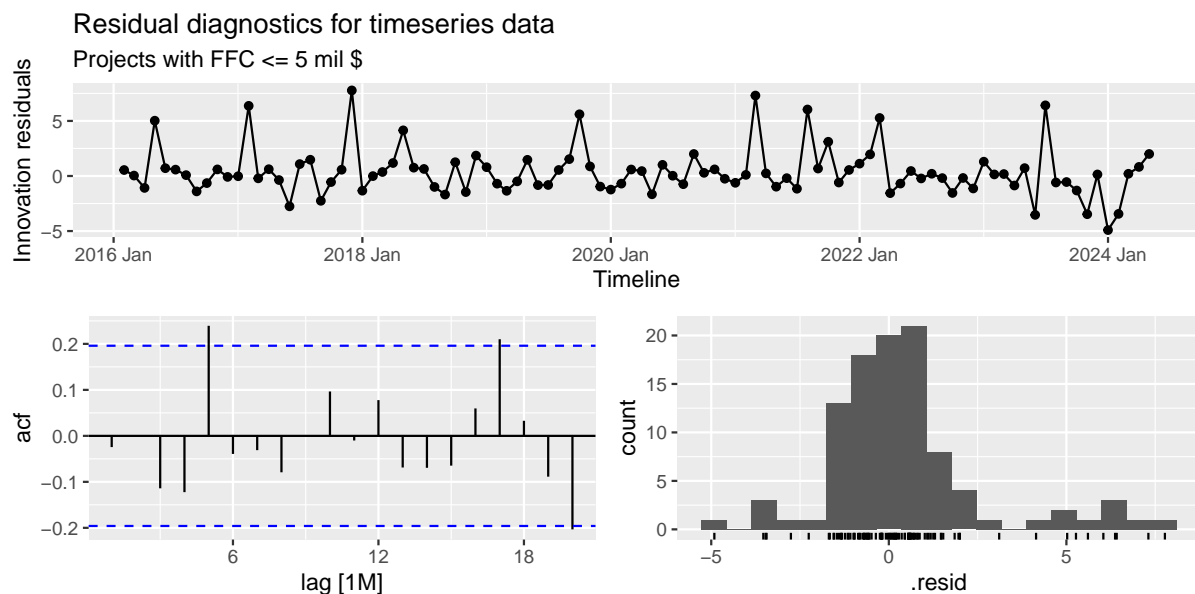 Residual diagnostics for timeseries data
Projects with FFC <= 5 mil $
Innovation residuals
5
0
−5
2016 Jan 2018 Jan 2020 Jan 2022 Jan 2024 Jan
Timeline
acf
0.2
0.1
0.0
−0.1
−0.2
6 12 18
lag [1M]
count
20
15
10
5
0
−5 0 5
.resid